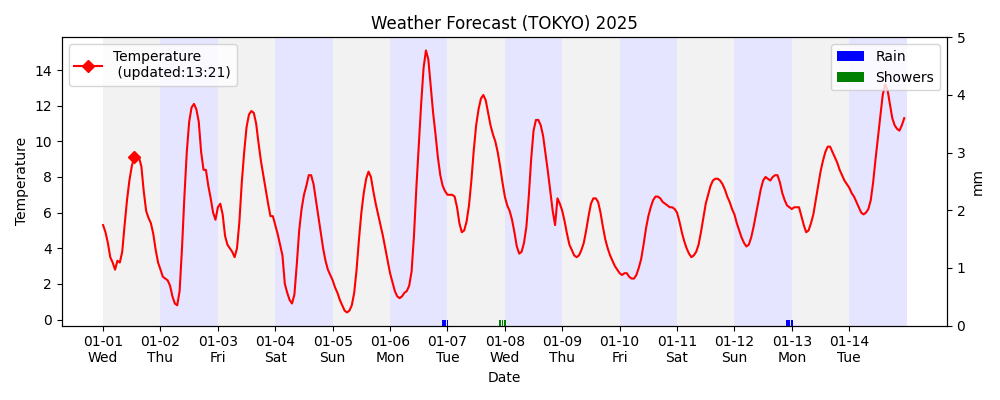 Weather Forecast (TOKYO) 2025
Temperature
(updated:13:21)
Rain
Showers
Temperature
14
12
10
8
6
4
2
0
5
4
3
2
1
0
mm
01-01 01-02 01-03 01-04 01-05 01-06 01-07 01-08 01-09 01-10 01-11 01-12 01-13 01-14
Wed Thu Fri Sat Sun Mon Tue Wed Thu Fri Sat Sun Mon Tue
Date